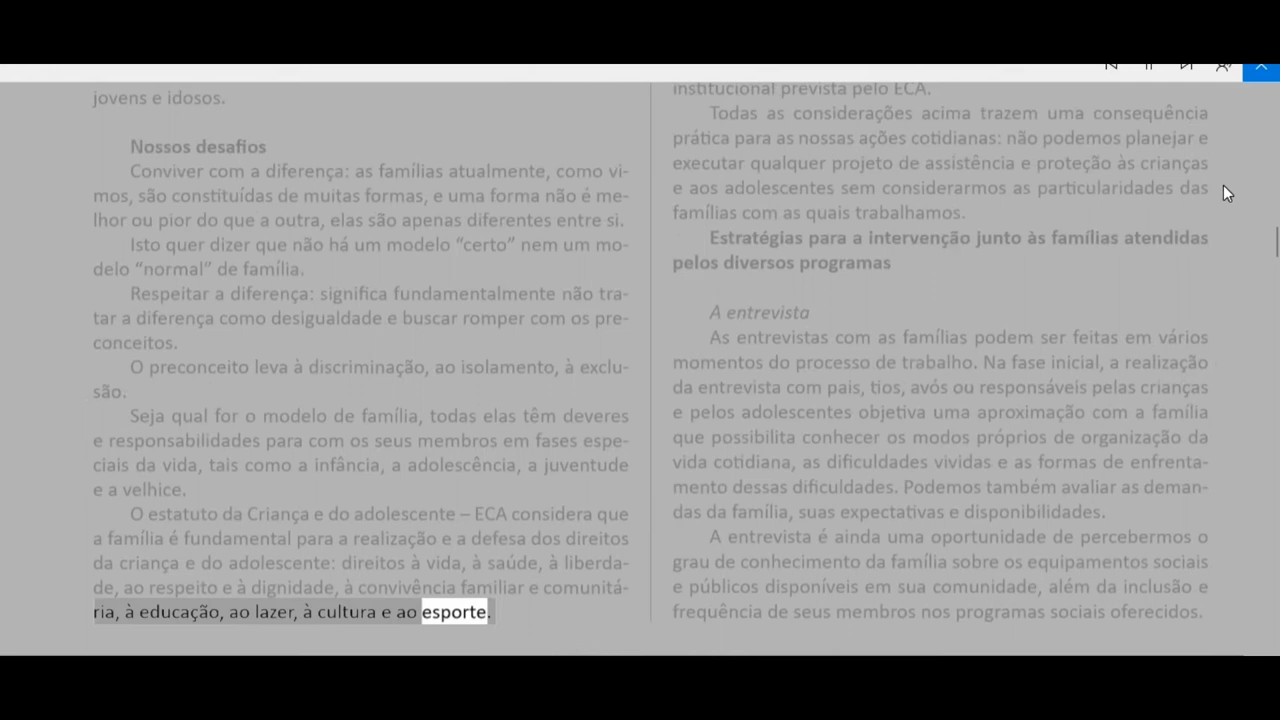 jovens e idosos.
Nossos desafios
Conviver com a diferença: as famílias atualmente, como vi-
mos, são constituídas de muitas formas, e uma forma não é me-
lhor ou pior do que a outra, elas são apenas diferentes entre si.
Isto quer dizer que não há um modelo “certo” nem um mo-
delo “normal” de família.
Respeitar a diferença: significa fundamentalmente não tra-
tar a diferença como desigualdade e buscar romper com os pre-
conceitos.
O preconceito leva à discriminação, ao isolamento, à exclu-
são.
Seja qual for o modelo de família, todas elas têm deveres
e responsabilidades para com os seus membros em fases espe-
ciais da vida, tais como a infância, a adolescência, a juventude
e a velhice.
O estatuto da Criança e do adolescente – ECA considera que
a família é fundamental para a realização e a defesa dos direitos
da criança e do adolescente: direitos à vida, à saúde, à liberda-
de, ao respeito e à dignidade, à convivência familiar e comunitá-
ria, à educação, ao lazer, à cultura e ao esporte.
institucional prevista pelo ECA.
Todas as considerações acima trazem uma consequência
prática para as nossas ações cotidianas: não podemos planejar e
executar qualquer projeto de assistência e proteção às crianças
e aos adolescentes sem considerarmos as particularidades das
famílias com as quais trabalhamos.
Estratégias para a intervenção junto às famílias atendidas
pelos diversos programas
A entrevista
As entrevistas com as famílias podem ser feitas em vários
momentos do processo de trabalho. Na fase inicial, a realização
da entrevista com pais, tios, avós ou responsáveis pelas crianças
e pelos adolescentes objetiva uma aproximação com a família
que possibilita conhecer os modos próprios de organização da
vida cotidiana, as dificuldades vividas e as formas de enfrenta-
mento dessas dificuldades. Podemos também avaliar as deman-
das da família, suas expectativas e disponibilidades.
A entrevista é ainda uma oportunidade de percebermos o
grau de conhecimento da família sobre os equipamentos sociais
e públicos disponíveis em sua comunidade, além da inclusão e
frequência de seus membros nos programas sociais oferecidos.